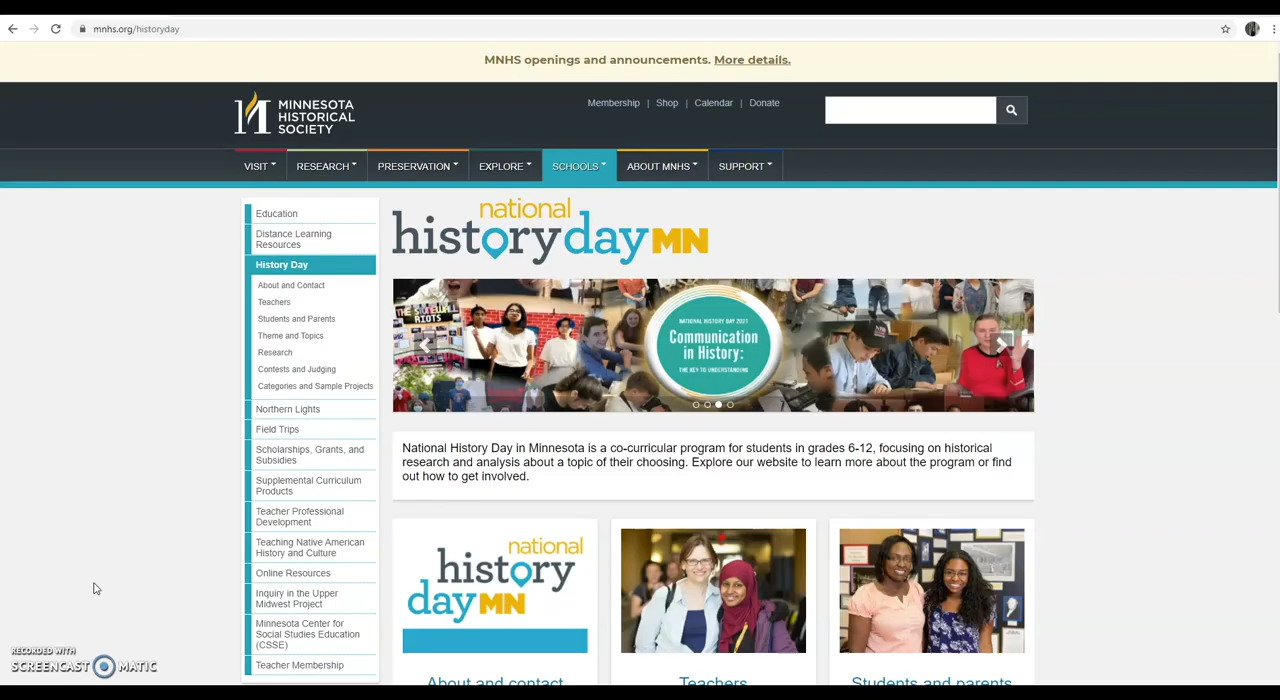 mnhs.org/historyday
MNHS openings and announcements. More details.
MINNESOTA
HISTORICAL
SOCIETY
Membership | Shop | Calendar | Donate
VISIT RESEARCH PRESERVATION EXPLORE SCHOOLS ABOUT MNHS SUPPORT
Education
Distance Learning
Resources
History Day
About and Contact
Teachers
Students and Parents
Theme and Topics
Research
Contests and Judging
Categories and Sample Projects
Northern Lights
Field Trips
Scholarships, Grants, and
Subsidies
Supplemental Curriculum
Products
Teacher Professional
Development
Teaching Native American
History and Culture
Online Resources
Inquiry in the Upper
Midwest Project
Minnesota Center for
Social Studies Education
(CSSE)
Teacher Membership
national
historydayMN
THE STONEWALL
RIOTS
NATIONAL HISTORY DAY 2021
Communication
in History:
THE KEY TO UNDERSTANDING
National History Day in Minnesota is a co-curricular program for students in grades 6-12, focusing on historical
research and analysis about a topic of their choosing. Explore our website to learn more about the program or find
out how to get involved.
national
history
dayMN
About and contact
Teachers
Students and parents
RECORDED WITH
SCREENCAST MATIC